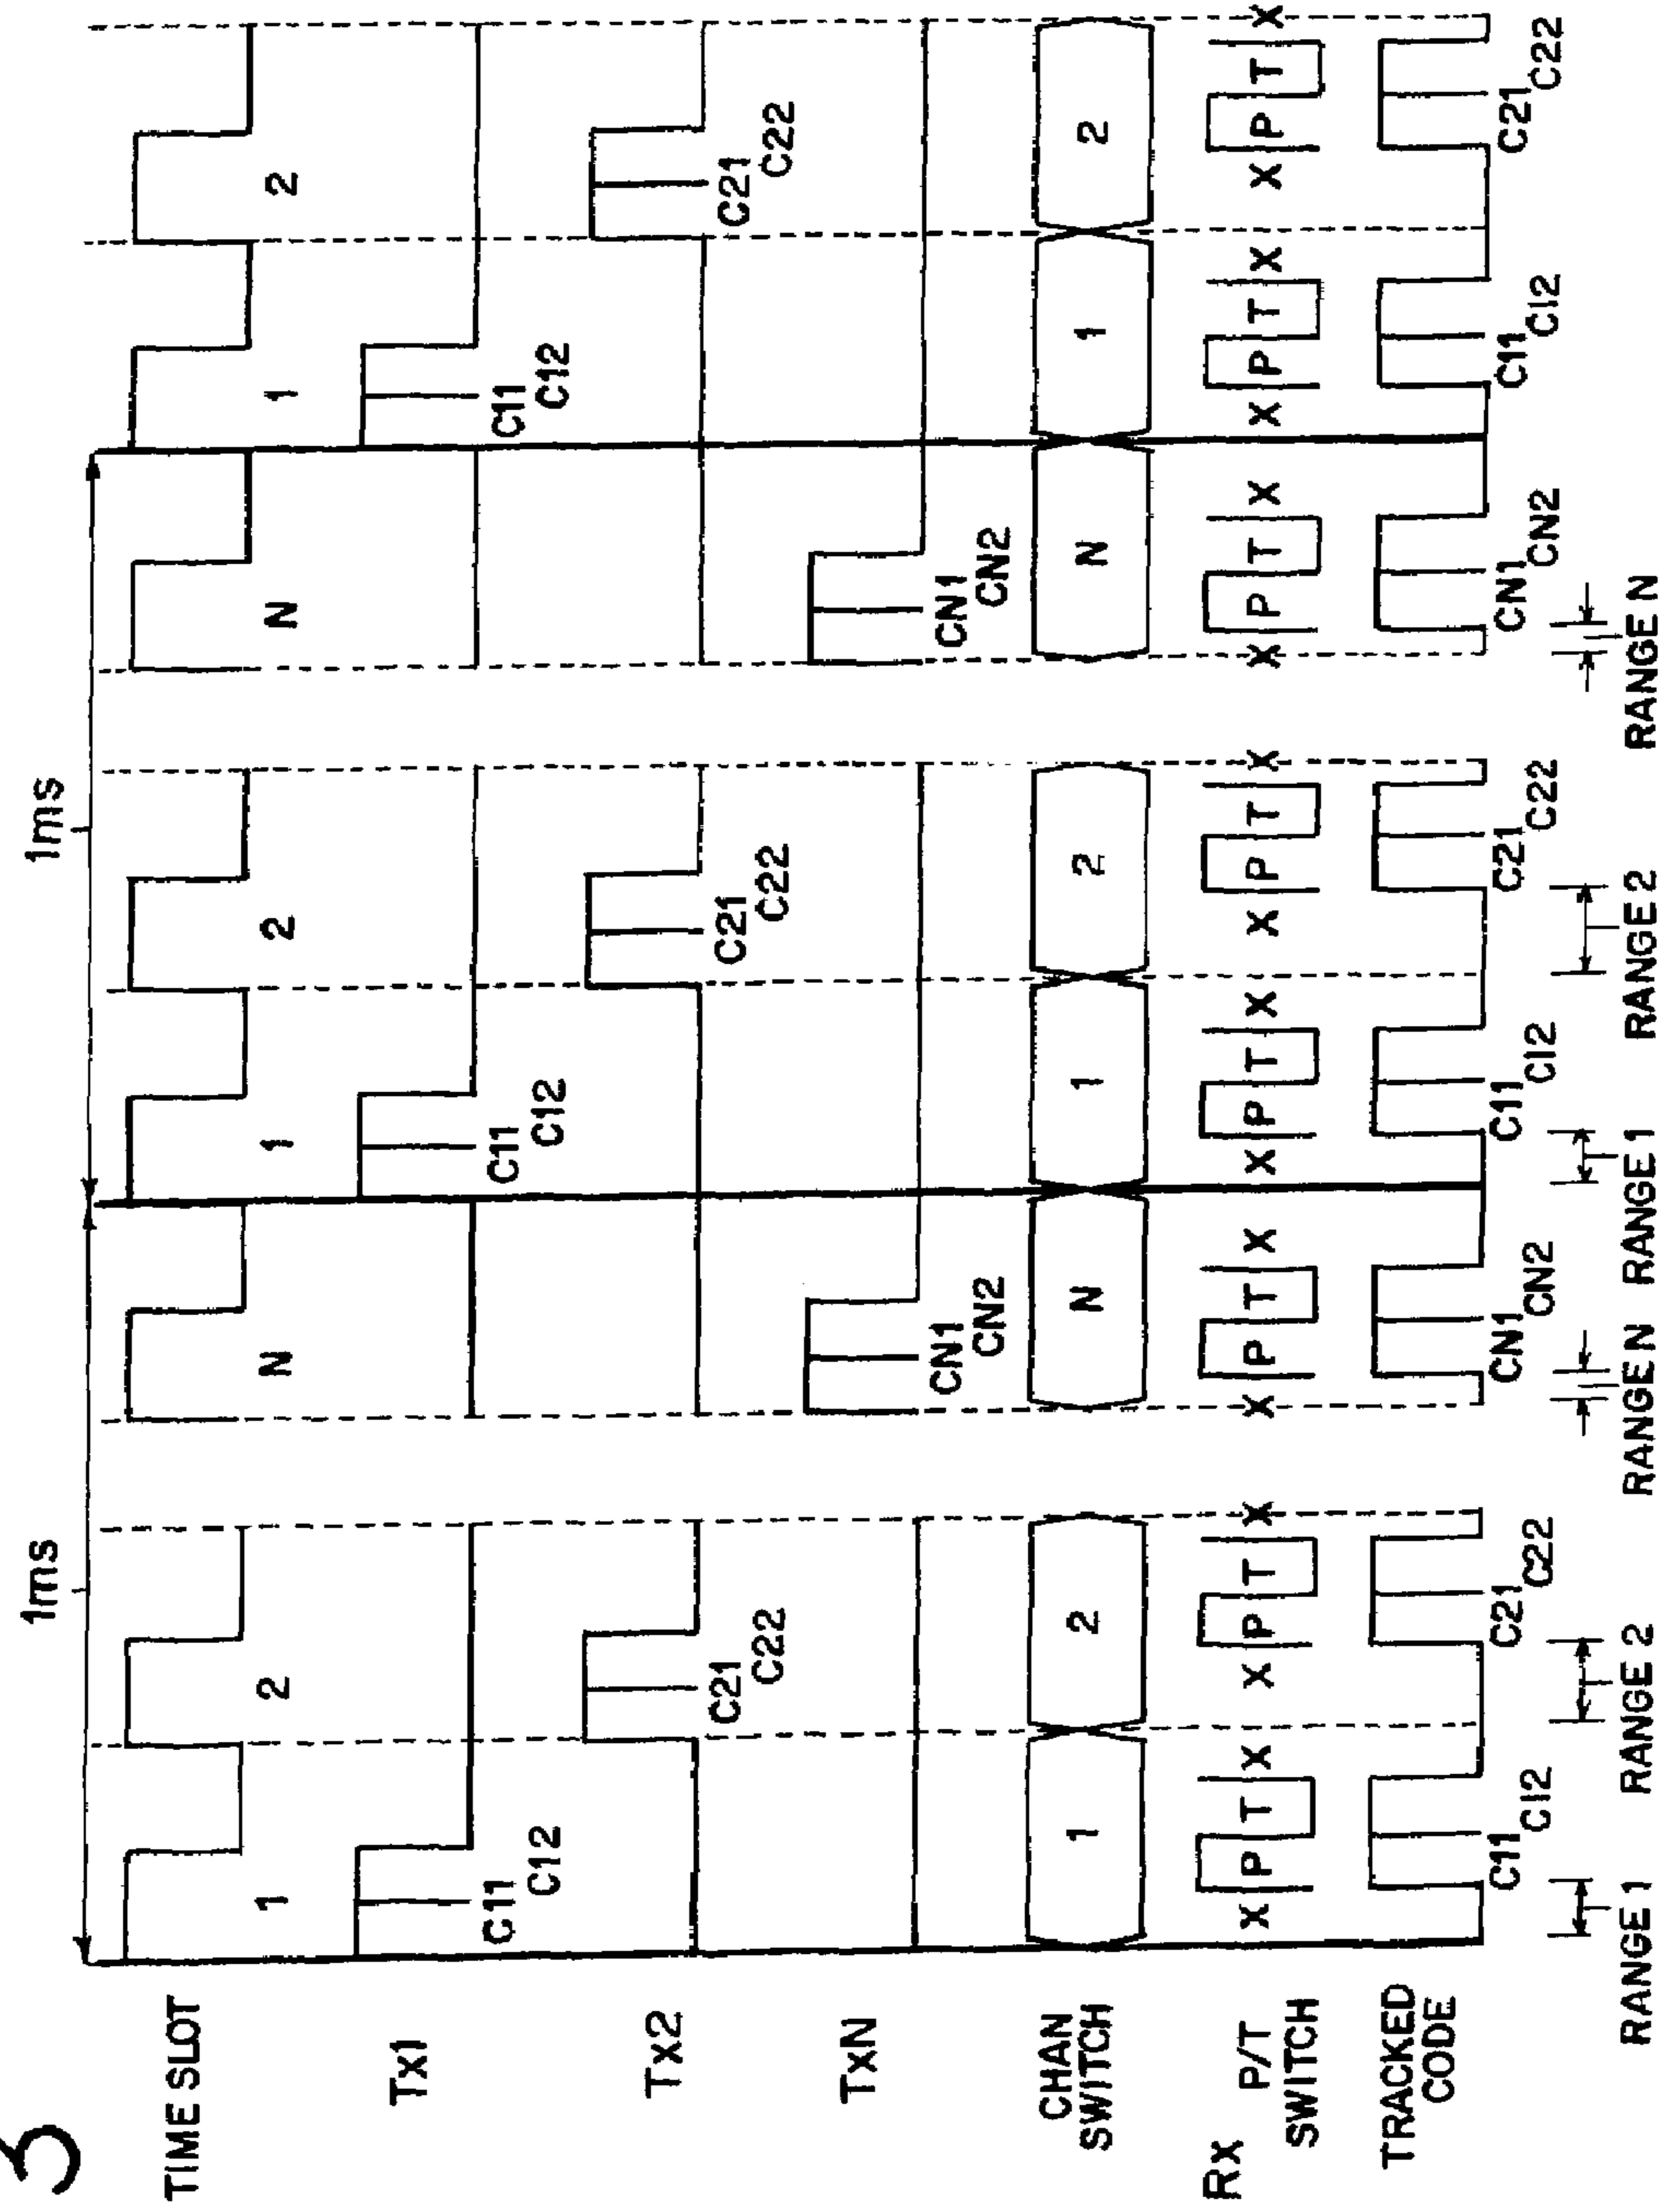 3
1ms 1ms
TIME SLOT 1 2 N 1 2 N 1 2
Tx1 C11 C12 C11 C12 C11 C12
Tx2 C21 C22 C21 C22 C21 C22
TxN CN1 CN2 CN1 CN2
CHAN
SWITCH 1 2 N 1 2 N 1 2
Rx P/T
SWITCH X P T X X P T X X P T X X P T X X P T X X P T X X P T X X P T X
TRACKED
CODE C11 C12 C21 C22 CN1 CN2 C11 C12 C21 C22 CN1 CN2 C11 C12 C21 C22
RANGE 1 RANGE 2 RANGE N RANGE 1 RANGE 2 RANGE N